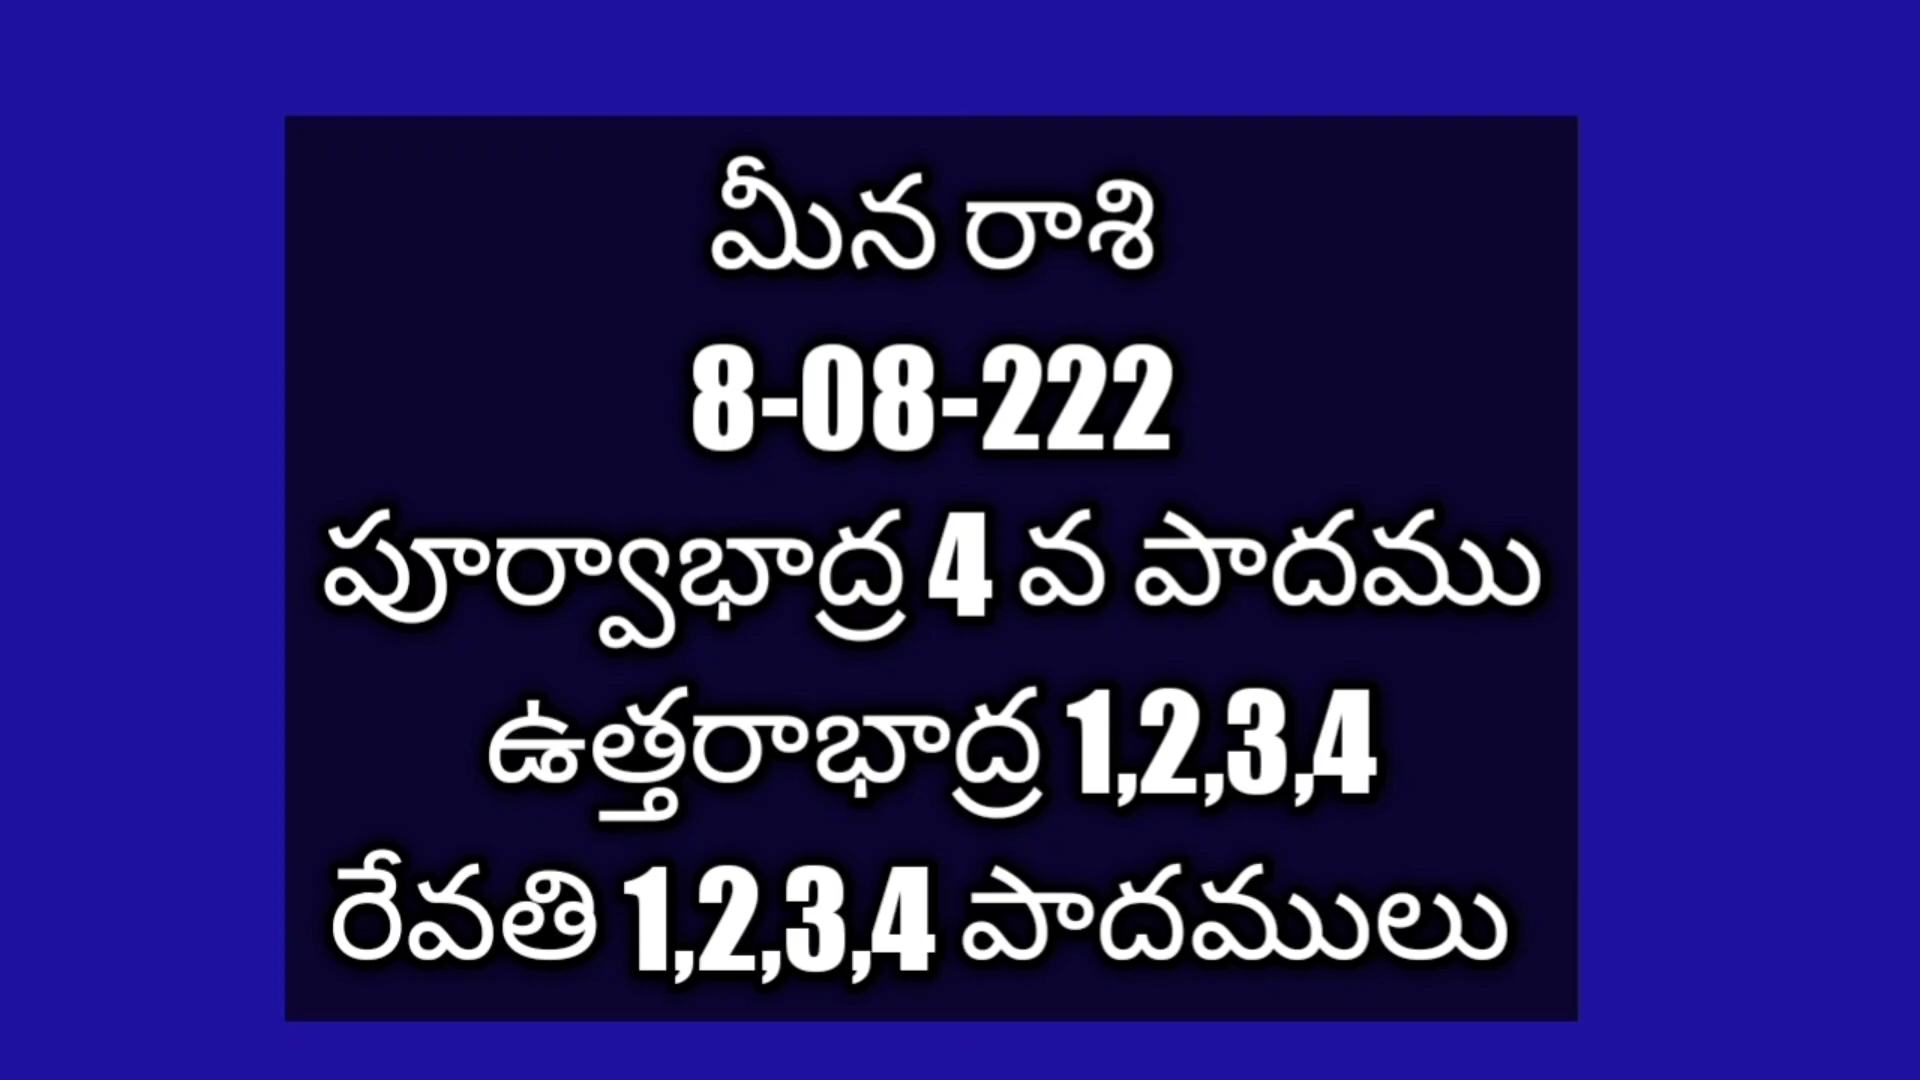 మీన రాశి
8-08-222
పూర్వాభాద్ర 4 వ పాదము
ఉత్తరాభాద్ర 1,2,3,4
రేవతి 1,2,3,4 పాదములు